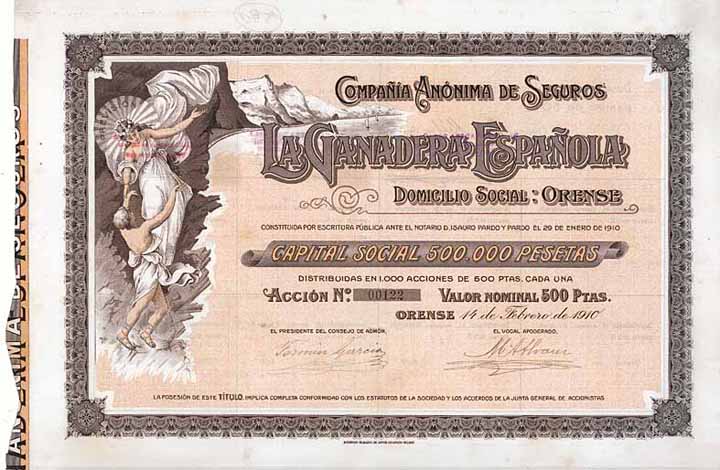 COMPAÑIA ANÓNIMA DE SEGUROS
LA GANADERA ESPAÑOLA
DOMICILIO SOCIAL: ORENSE
CONSTITUIDA POR ESCRITURA PÚBLICA ANTE EL NOTARIO D. ISAURO PARDO Y PARDO EL 29 DE ENERO DE 1910
CAPITAL SOCIAL 500.000 PESETAS
DISTRIBUIDAS EN 1.000 ACCIONES DE 500 PTAS. CADA UNA
ACCIÓN Nº 00122 VALOR NOMINAL 500 PTAS.
ORENSE 14 de Febrero de 1910
EL PRESIDENTE DEL CONSEJO DE ADMÓN. EL VOCAL APODERADO,
García
LA POSESIÓN DE ESTE TÍTULO, IMPLICA COMPLETA CONFORMIDAD CON LOS ESTATUTOS DE LA SOCIEDAD Y LOS ACUERDOS DE LA JUNTA GENERAL DE ACCIONISTAS